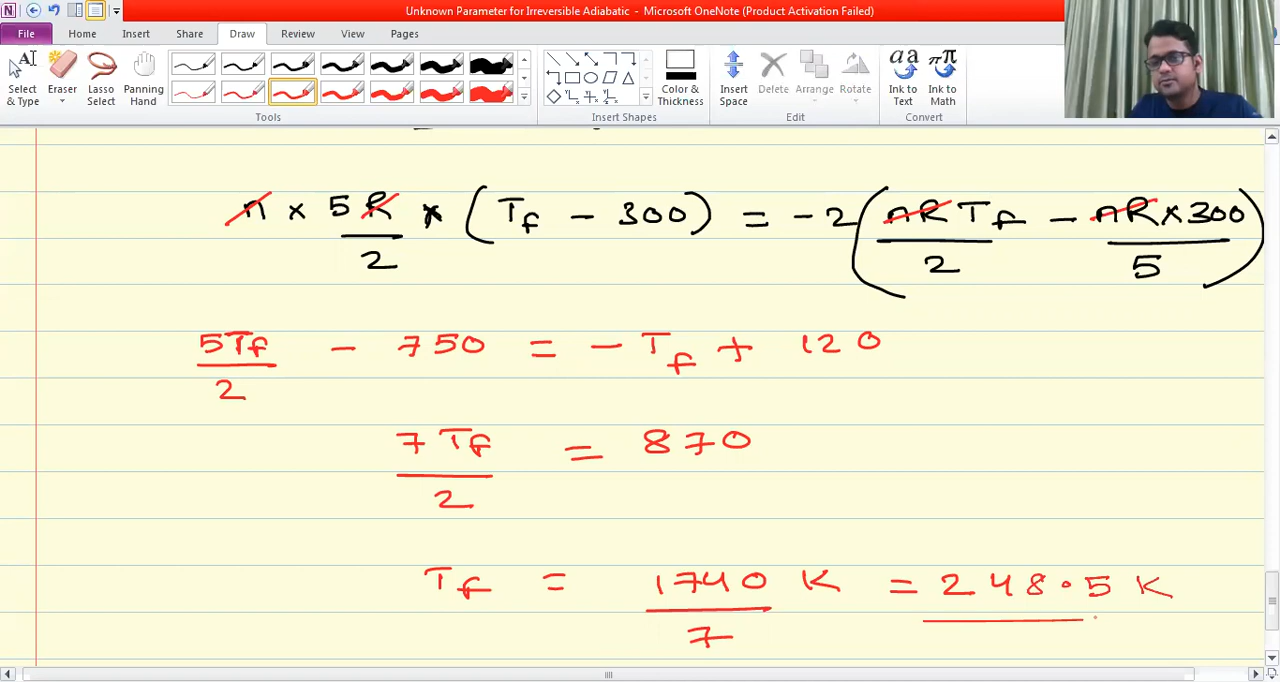 Unknown Parameter for Irreversible Adiabatic - Microsoft OneNote (Product Activation Failed)
File Home Insert Share Draw Review View Pages
Select & Type Eraser Lasso Select Panning Hand Color & Thickness Insert Space Delete Arrange Rotate Ink to Text Ink to Math
Tools Insert Shapes Edit Convert
n × 5R/2 × (Tf - 300) = -2(nRTf/2 - nR×300/5)
5Tf/2 - 750 = -Tf + 120
7Tf/2 = 870
Tf = 1740/7 K = 248.5 K